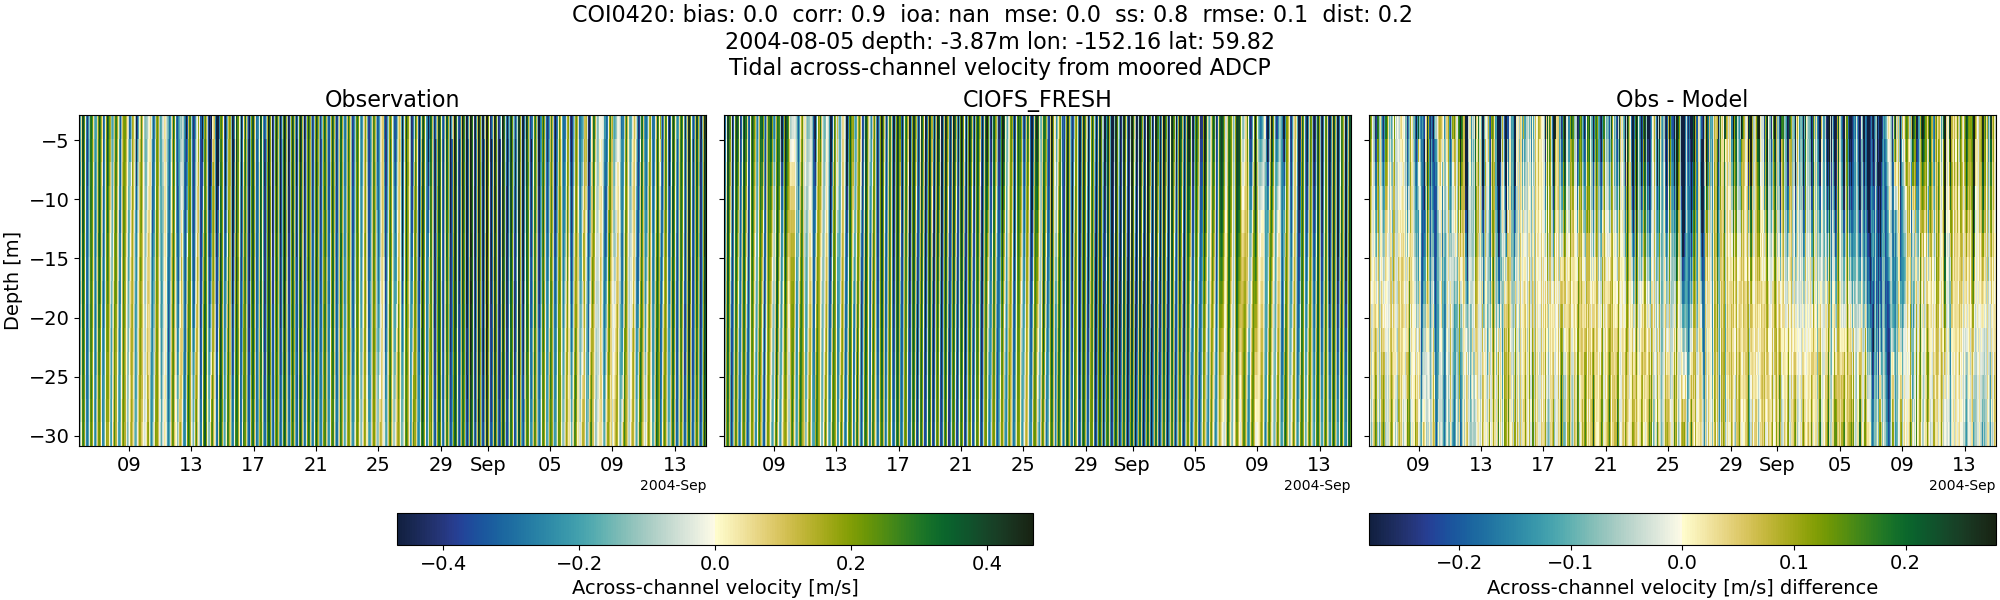 COI0420: bias: 0.0  corr: 0.9  ioa: nan  mse: 0.0  ss: 0.8  rmse: 0.1  dist: 0.2
2004-08-05 depth: -3.87m lon: -152.16 lat: 59.82
Tidal across-channel velocity from moored ADCP
Observation
CIOFS_FRESH
Obs - Model
Depth [m]
−5
−10
−15
−20
−25
−30
09 13 17 21 25 29 Sep 05 09 13
2004-Sep
09 13 17 21 25 29 Sep 05 09 13
2004-Sep
09 13 17 21 25 29 Sep 05 09 13
2004-Sep
−0.4 −0.2 0.0 0.2 0.4
Across-channel velocity [m/s]
−0.2 −0.1 0.0 0.1 0.2
Across-channel velocity [m/s] difference